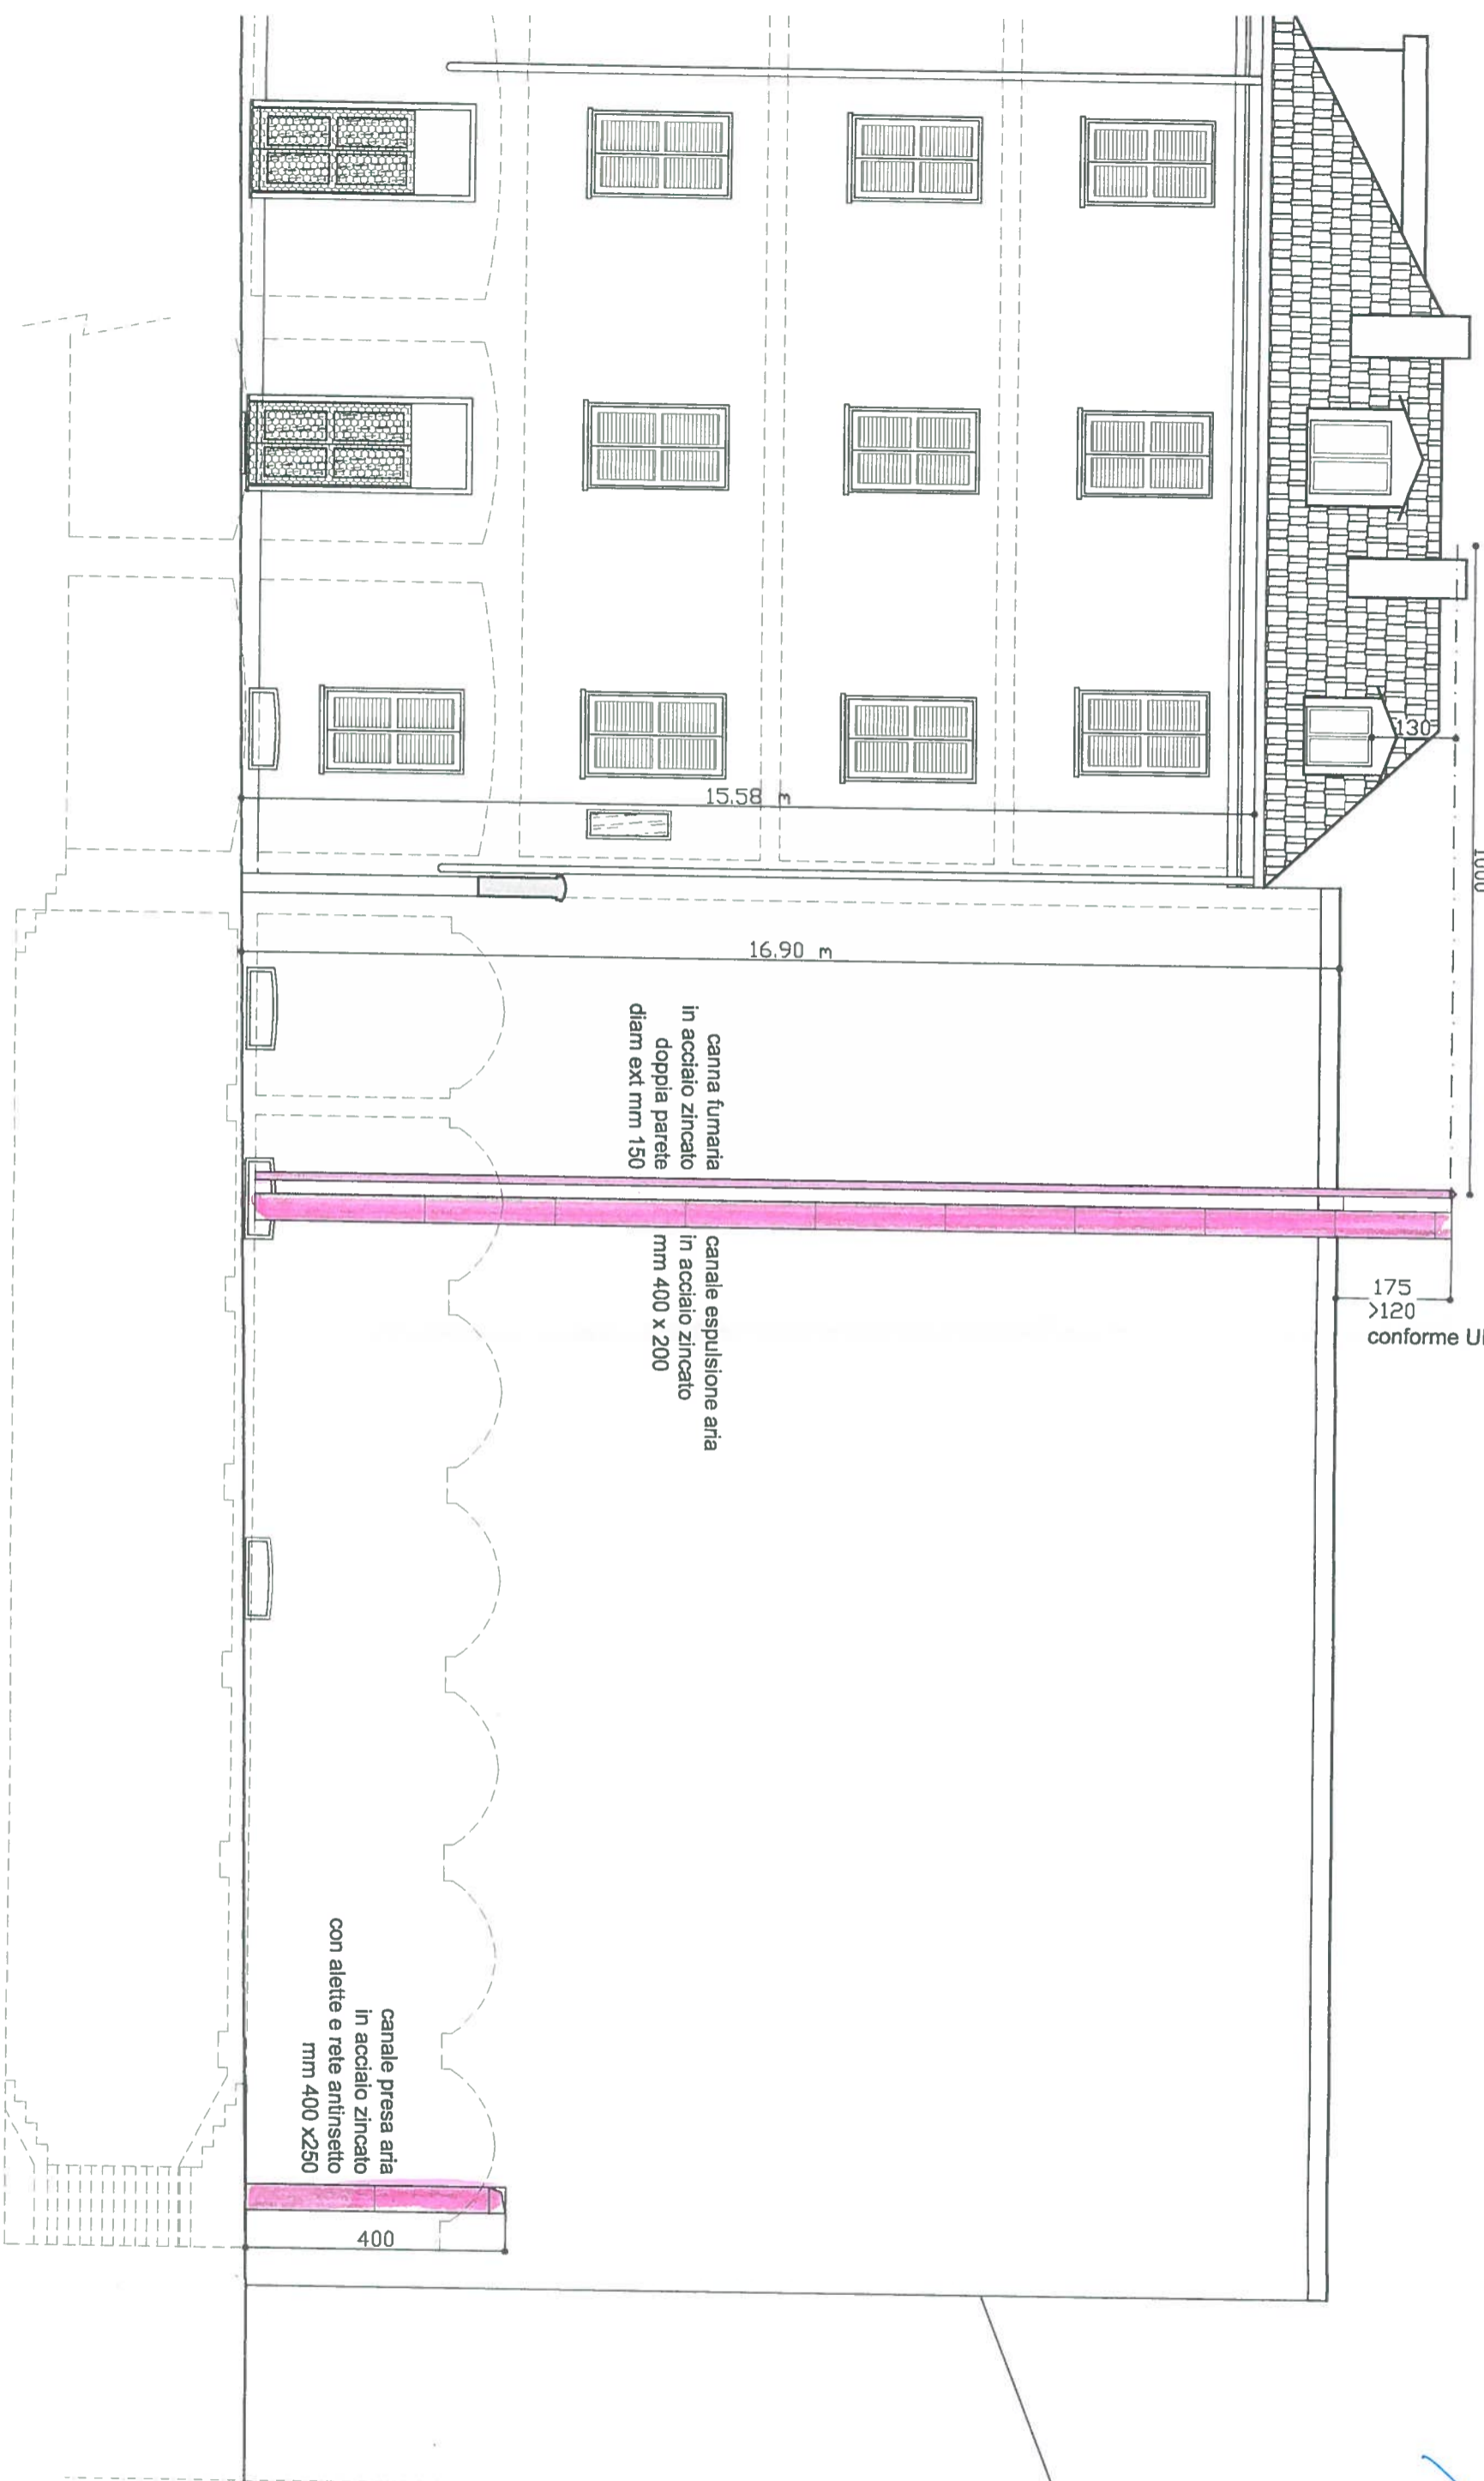 130
1000
15.58 m
16.90 m
canna fumaria
in acciaio zincato
doppia parete
diam ext mm 150
canale espulsione aria
in acciaio zincato
mm 400 x 200
175
>120
conforme U
canale presa aria
in acciaio zincato
con alette e rete antinsetto
mm 400 x250
400